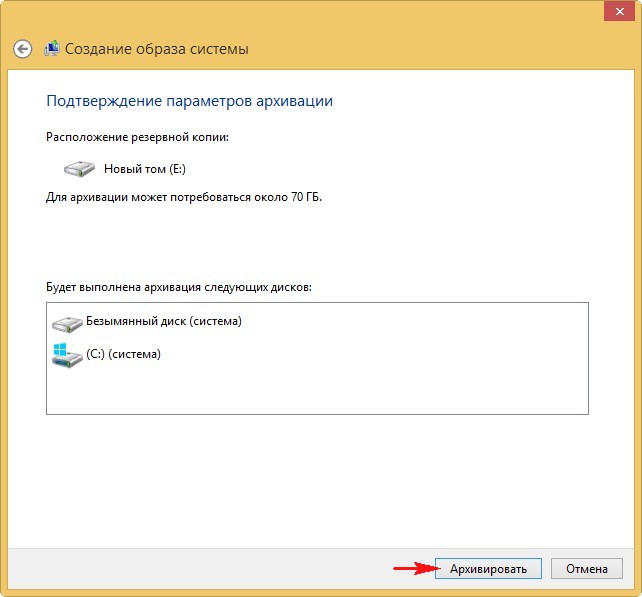 Создание образа системы
Подтверждение параметров архивации
Расположение резервной копии:
Новый том (E:)
Для архивации может потребоваться около 70 ГБ.
Будет выполнена архивация следующих дисков:
Безымянный диск (система)
(C:) (система)
Архивировать
Отмена